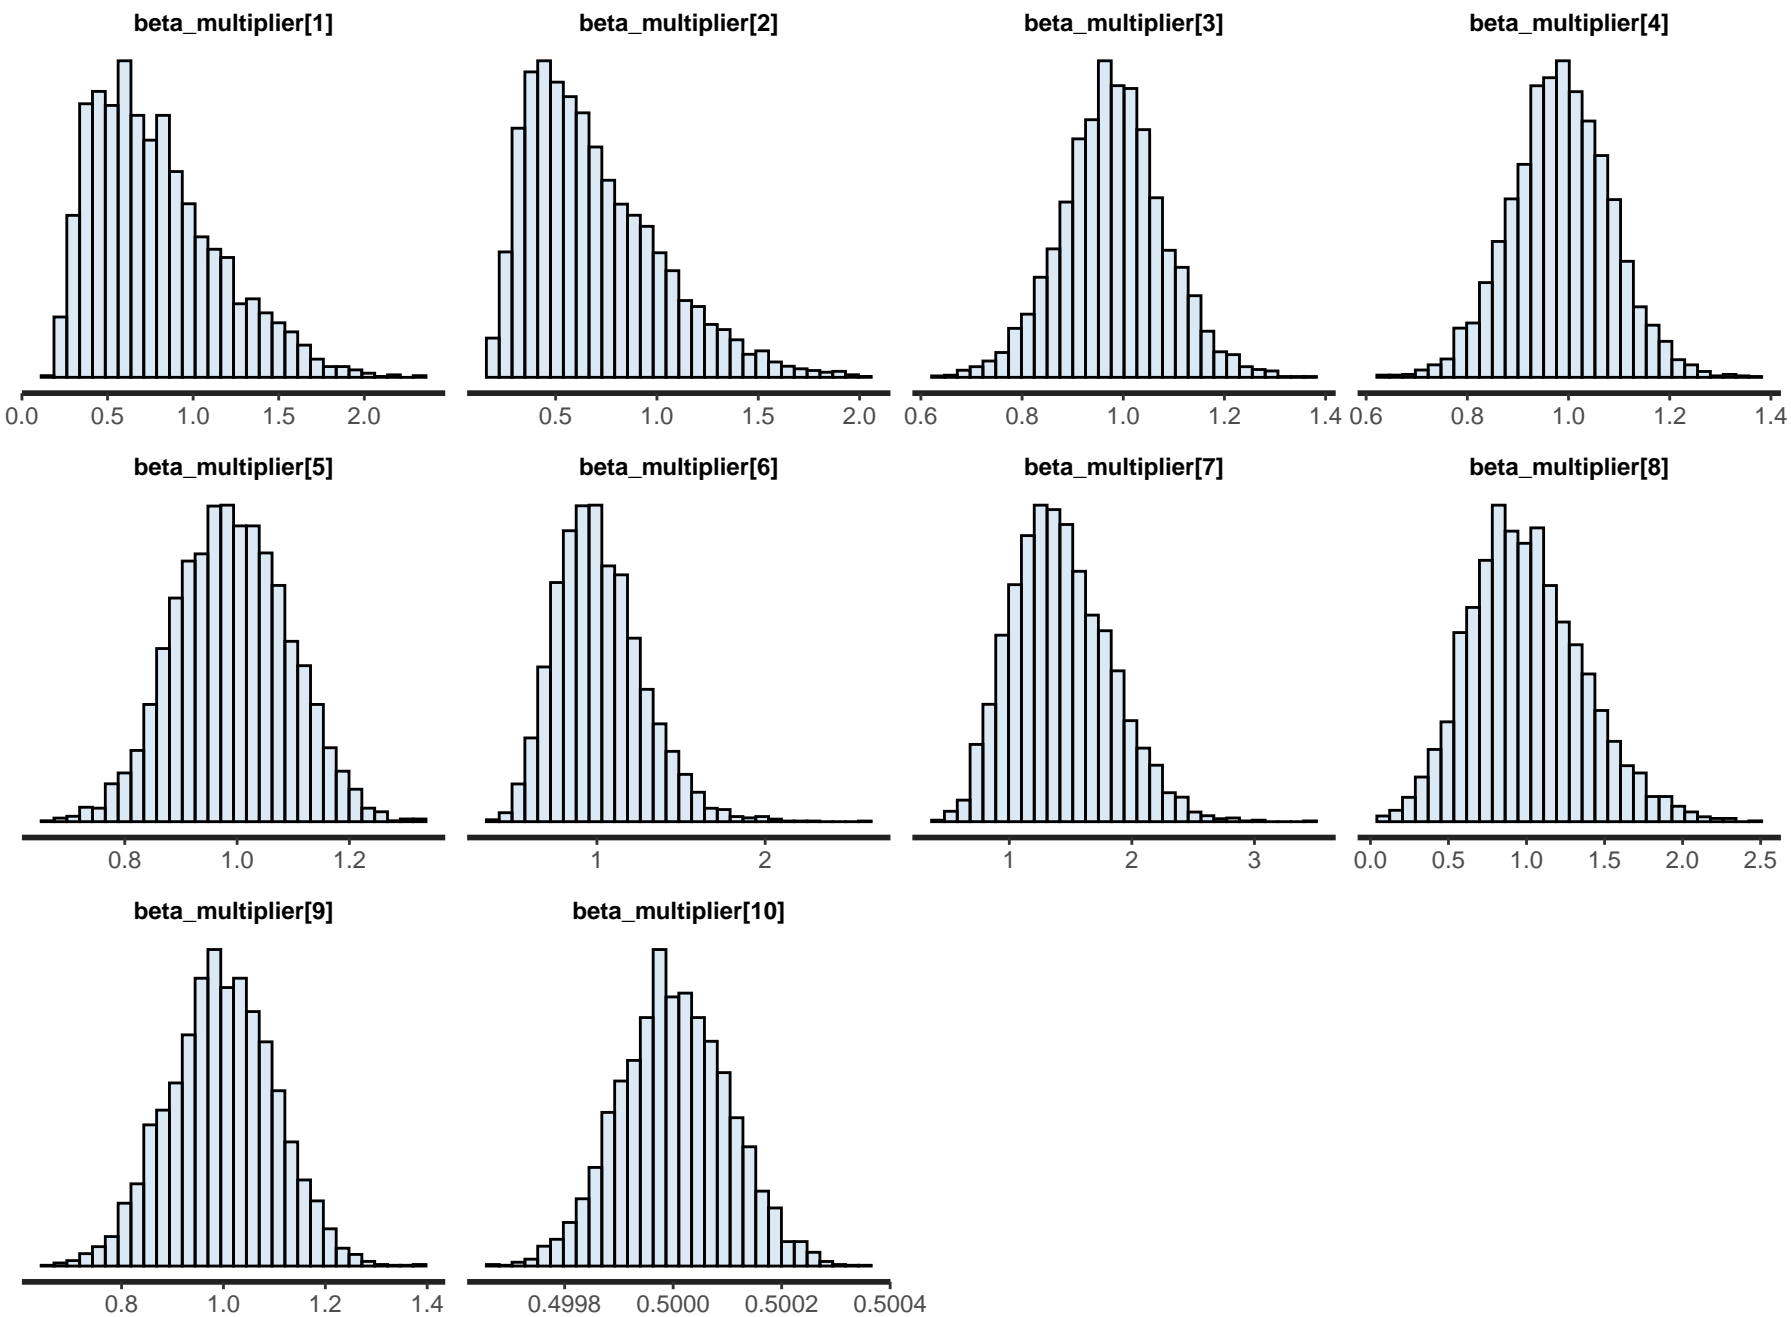 beta_multiplier[1] beta_multiplier[2] beta_multiplier[3] beta_multiplier[4]
0.0 0.5 1.0 1.5 2.0 0.5 1.0 1.5 2.0 0.6 0.8 1.0 1.2 1.4 0.6 0.8 1.0 1.2 1.4
beta_multiplier[5] beta_multiplier[6] beta_multiplier[7] beta_multiplier[8]
0.8 1.0 1.2 1 2 1 2 3 0.0 0.5 1.0 1.5 2.0 2.5
beta_multiplier[9] beta_multiplier[10]
0.8 1.0 1.2 1.4 0.4998 0.5000 0.5002 0.5004